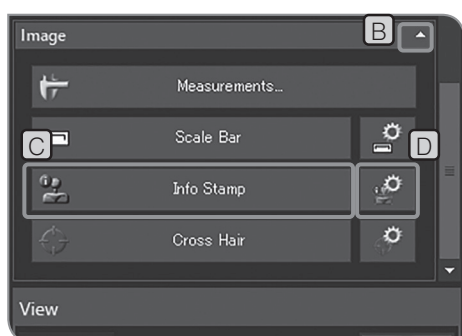 Image
B
Measurements...
C
Scale Bar
D
Info Stamp
Cross Hair
View